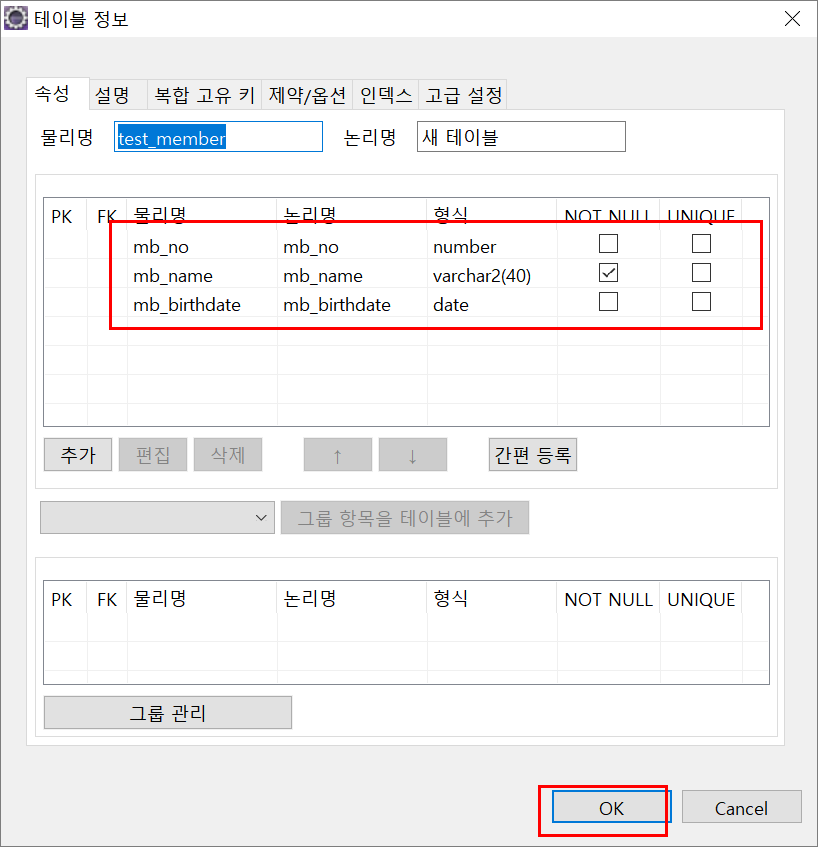 테이블 정보
속성 설명 복합 고유 키 제약/옵션 인덱스 고급 설정
물리명 test_member 논리명 새 테이블
PK FK 물리명 논리명 형식 NOT NULL UNIQUE
mb_no mb_no number
mb_name mb_name varchar2(40)
mb_birthdate mb_birthdate date
추가 편집 삭제 ↑ ↓ 간편 등록
그룹 항목을 테이블에 추가
PK FK 물리명 논리명 형식 NOT NULL UNIQUE
그룹 관리
OK Cancel